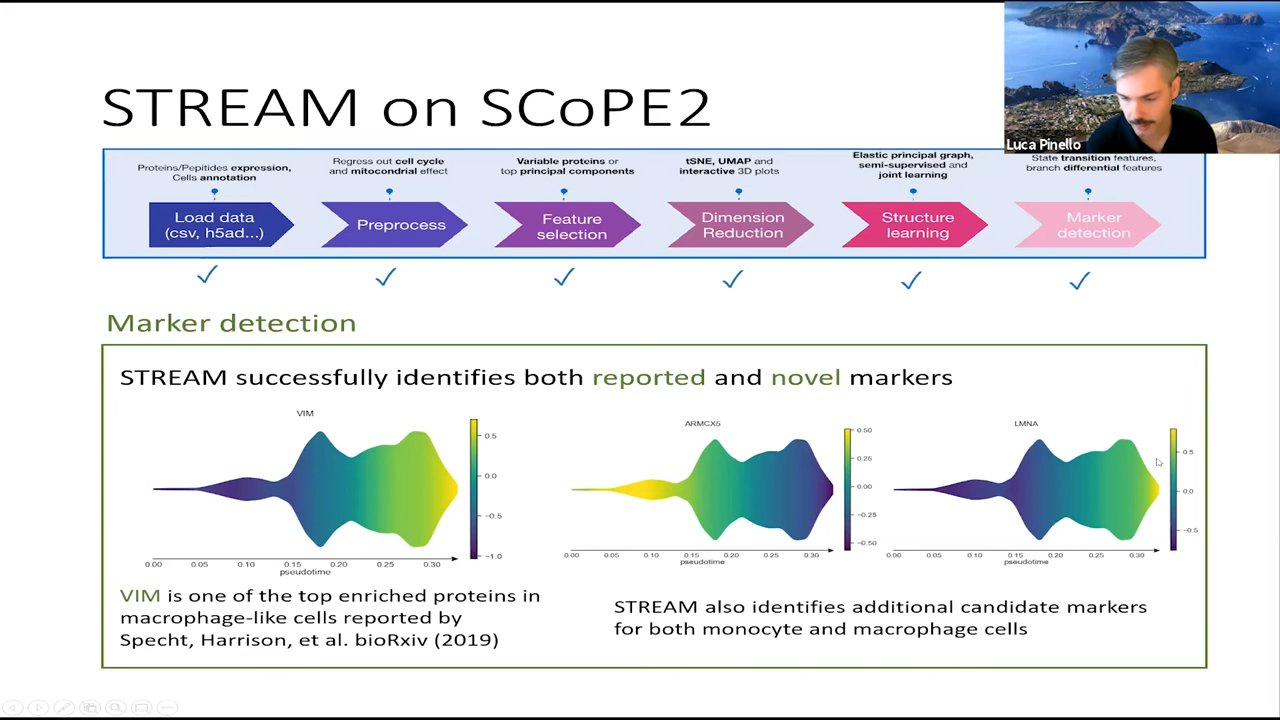 STREAM on SCoPE2
Luca Pinello
Proteins/Peptides expression,
Cells annotation
Regress out cell cycle
and mitocondrial effect
Variable proteins or
top principal components
tSNE, UMAP and
interactive 3D plots
Elastic principal graph,
semi-supervised and
joint learning
State transition features,
branch differential features
Load data
(csv, h5ad...)
Preprocess
Feature
selection
Dimension
Reduction
Structure
learning
Marker
detection
Marker detection
STREAM successfully identifies both reported and novel markers
VIM
0.5
0.0
−0.5
−1.0
0.00 0.05 0.10 0.15 0.20 0.25 0.30
pseudotime
ARMCX5
0.50
0.25
0.00
−0.25
−0.50
0.00 0.05 0.10 0.15 0.20 0.25 0.30
pseudotime
LMNA
0.5
0.0
−0.5
0.00 0.05 0.10 0.15 0.20 0.25 0.30
pseudotime
VIM is one of the top enriched proteins in
macrophage-like cells reported by
Specht, Harrison, et al. bioRxiv (2019)
STREAM also identifies additional candidate markers
for both monocyte and macrophage cells